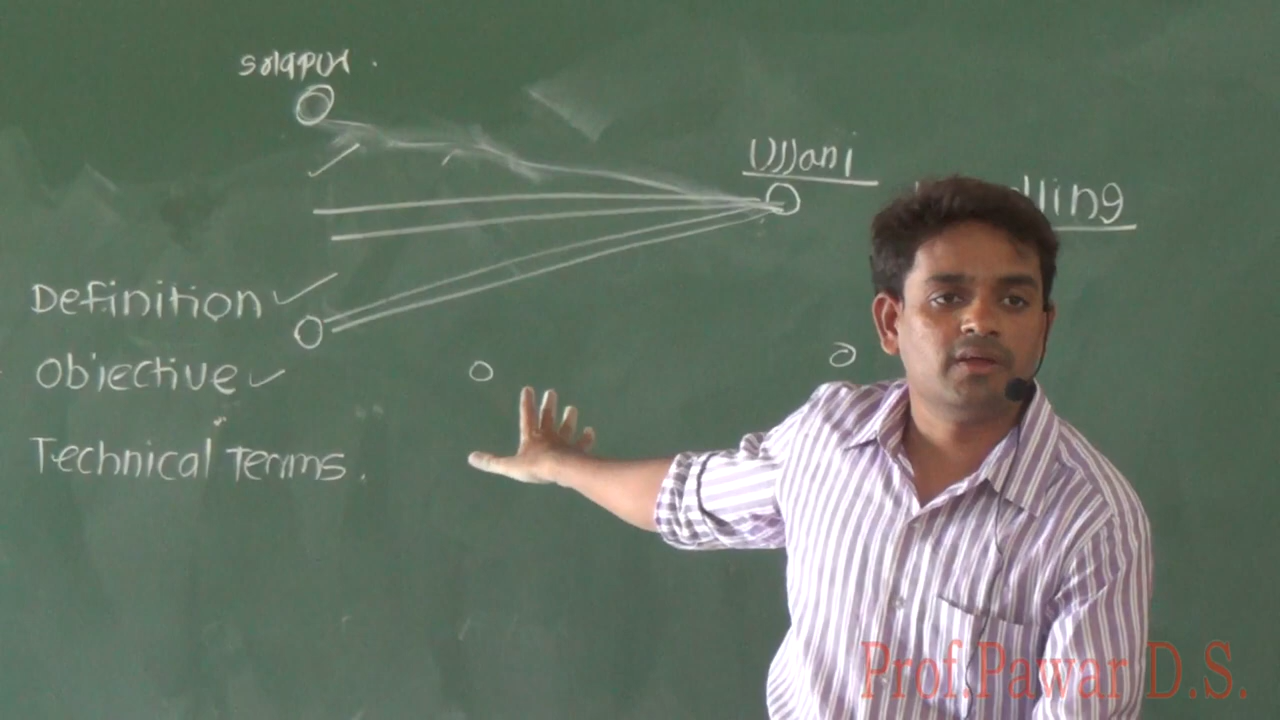 Solapur.
Ujjani
lling
Definition
Objective
Technical Terms.
Prof.Pawar D.S.